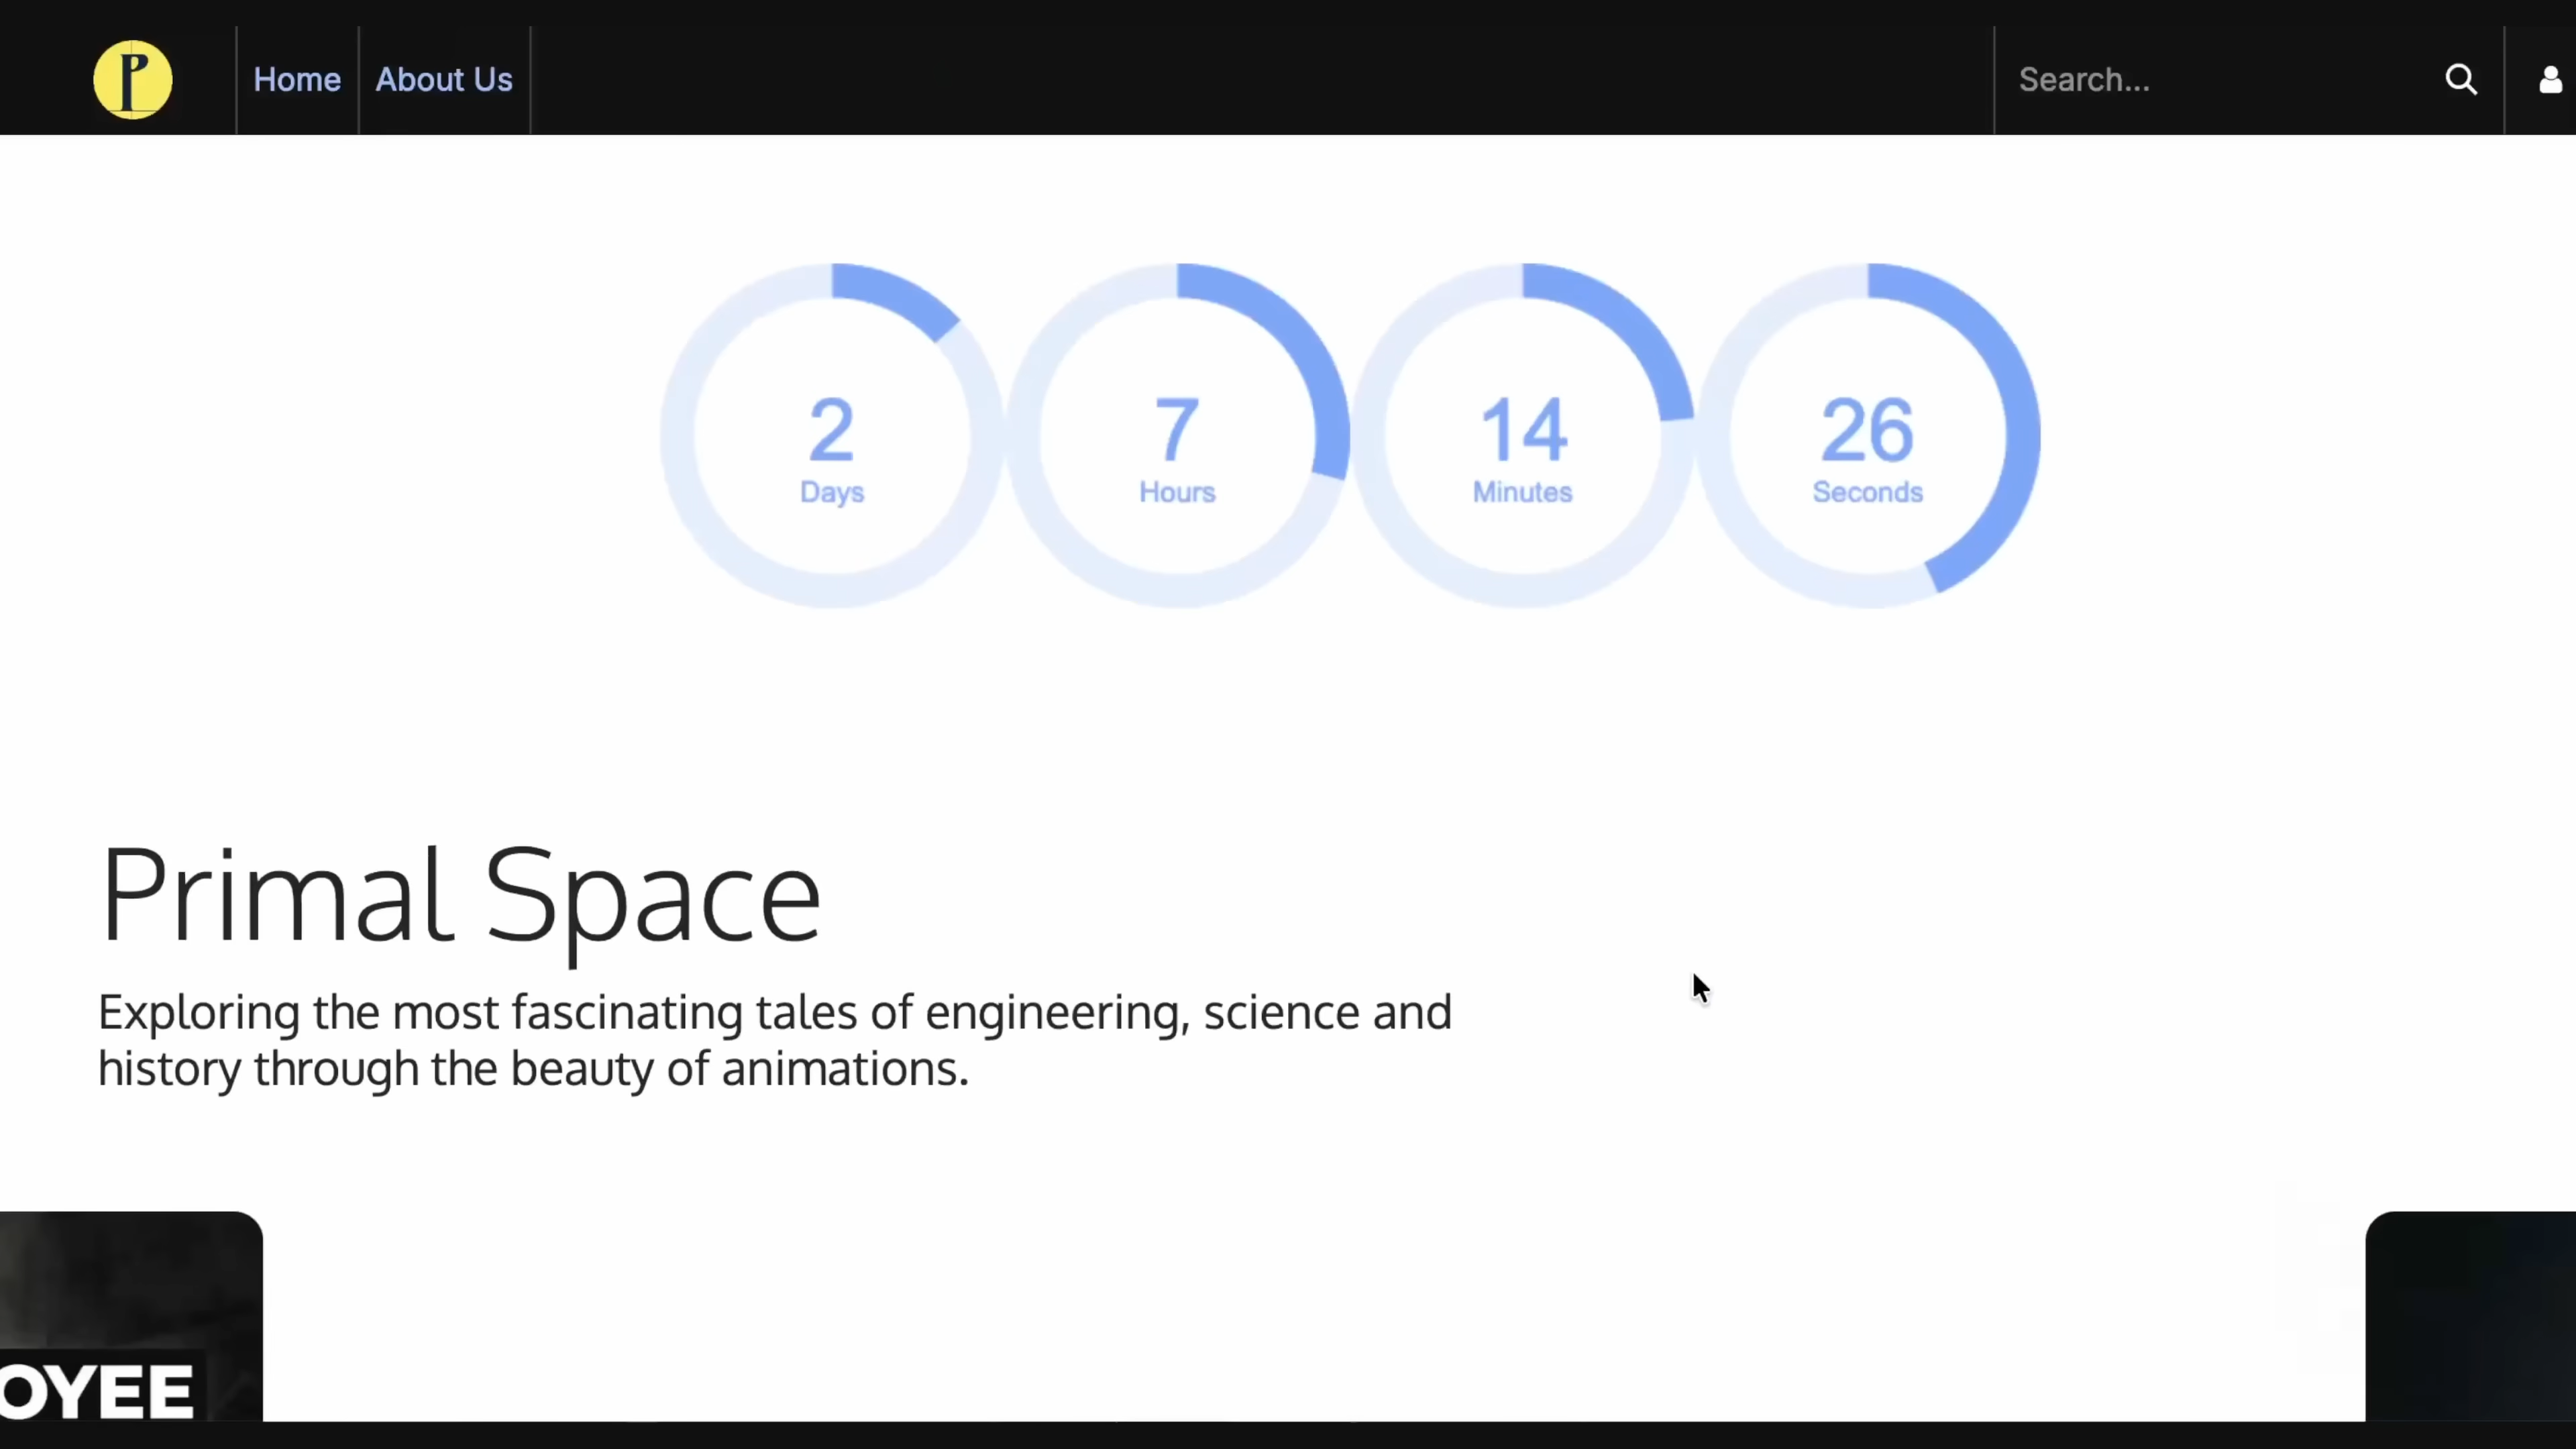 P
Home
About Us
Search...
2
Days
7
Hours
14
Minutes
26
Seconds
Primal Space
Exploring the most fascinating tales of engineering, science and
history through the beauty of animations.
OYEE